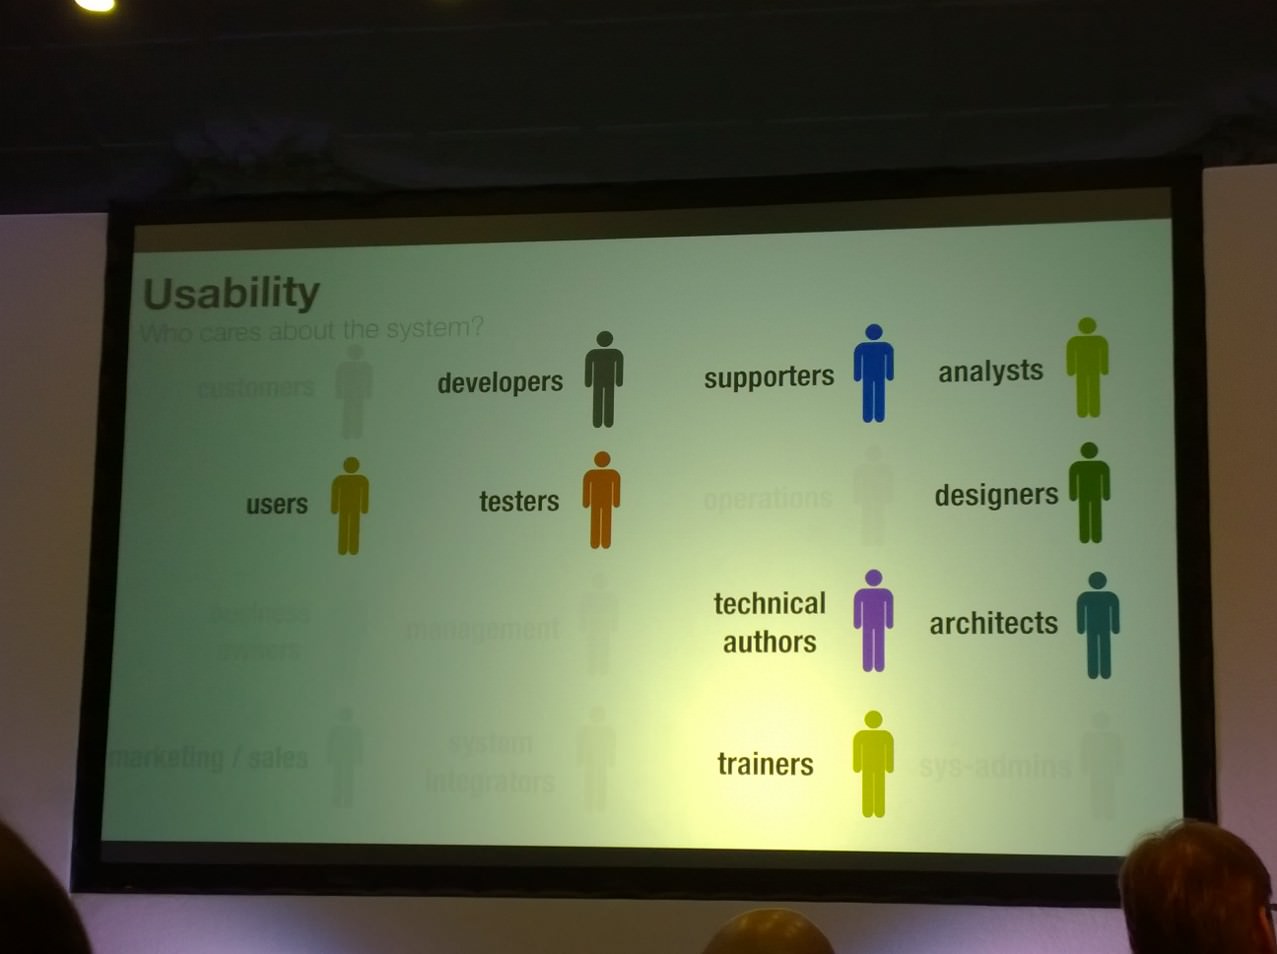 Usability
Who cares about the system?
customers
developers
supporters
analysts
users
testers
operations
designers
business
owners
management
technical
authors
architects
marketing / sales
system
integrators
trainers
sys-admins